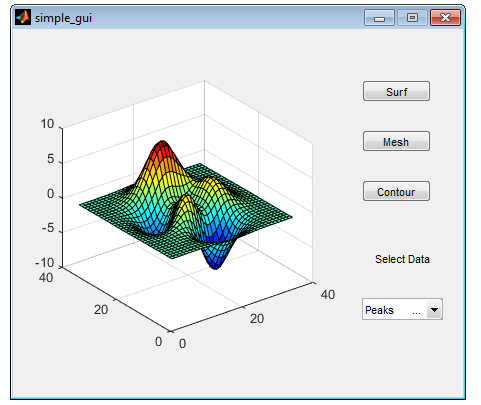 simple_gui
Surf
Mesh
Contour
Select Data
Peaks ...
10
5
0
-5
-10
40
20
0
0
20
40